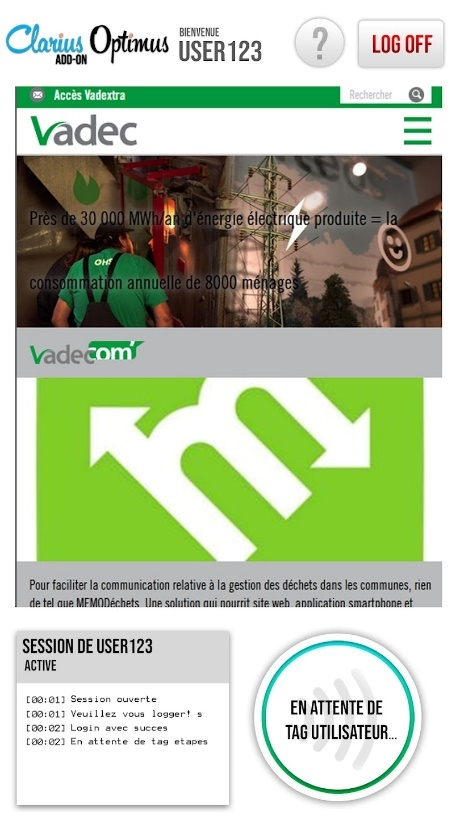 Clarius Optimus
ADD-ON
BIENVENUE
USER123
?
LOG OFF
Accès Vadextra
Rechercher
Vadec
OHS
Près de 30 000 MWh/an d'énergie électrique produite = la
consommation annuelle de 8000 ménages
Vadecom'
m
Pour faciliter la communication relative à la gestion des déchets dans les communes, rien
de tel que MEMODéchets. Une solution qui nourrit site web, application smartphone et
SESSION DE USER123
ACTIVE
[00:01] Session ouverte
[00:01] Veuillez vous logger! s
[00:02] Login avec succes
[00:02] En attente de tag etapes
EN ATTENTE DE
TAG UTILISATEUR...